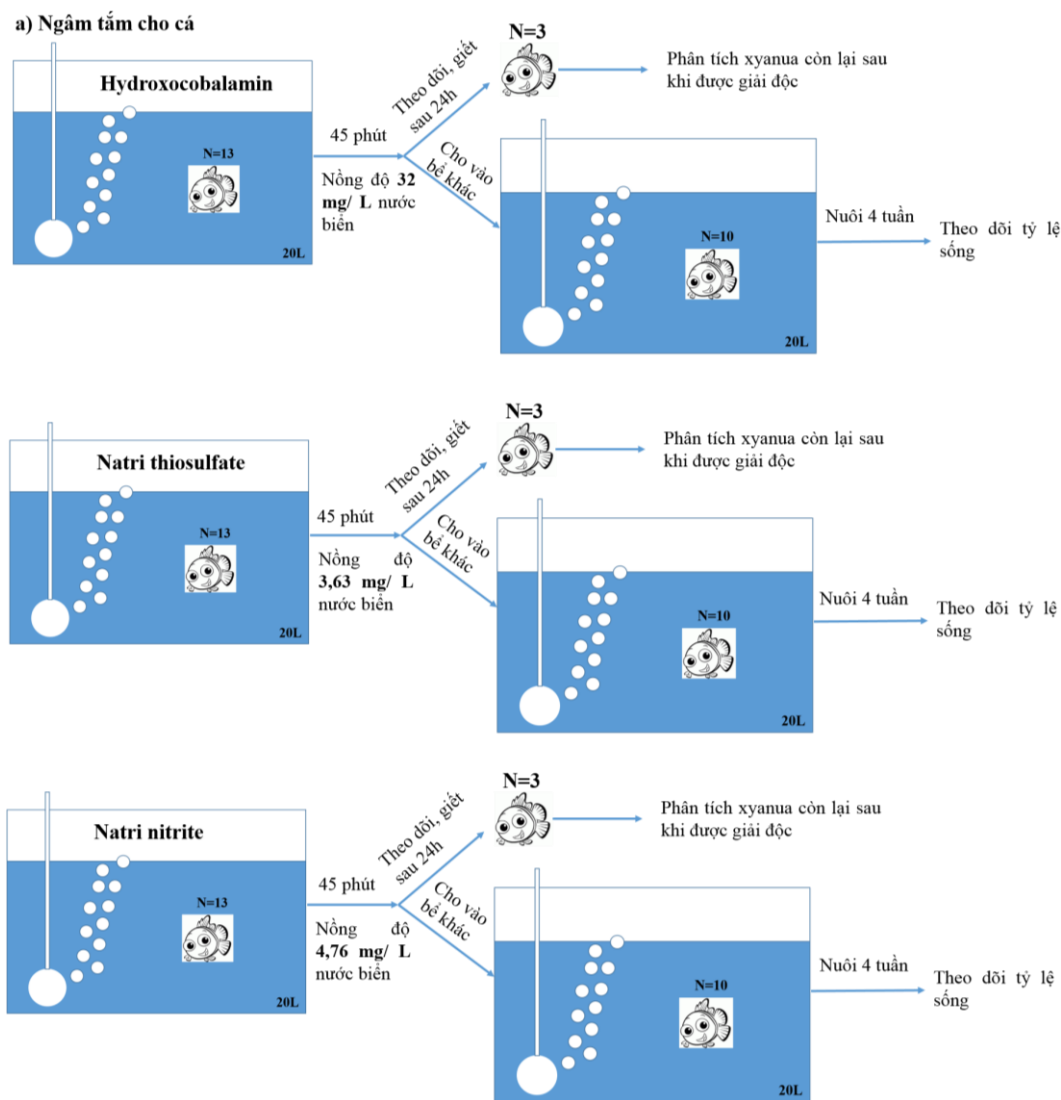 a) Ngâm tắm cho cá
Hydroxocobalamin
N=13
20L
45 phút
Nồng độ 32
mg/ L nước
biển
Theo dõi, giết
sau 24h
Cho vào
bể khác
N=3
Phân tích xyanua còn lại sau
khi được giải độc
N=10
20L
Nuôi 4 tuần
Theo dõi tỷ lệ
sống
Natri thiosulfate
N=13
20L
45 phút
Nồng độ
3,63 mg/ L
nước biển
Theo dõi, giết
sau 24h
Cho vào
bể khác
N=3
Phân tích xyanua còn lại sau
khi được giải độc
N=10
20L
Nuôi 4 tuần
Theo dõi tỷ lệ
sống
Natri nitrite
N=13
20L
45 phút
Nồng độ
4,76 mg/ L
nước biển
Theo dõi, giết
sau 24h
Cho vào
bể khác
N=3
Phân tích xyanua còn lại sau
khi được giải độc
N=10
20L
Nuôi 4 tuần
Theo dõi tỷ lệ
sống